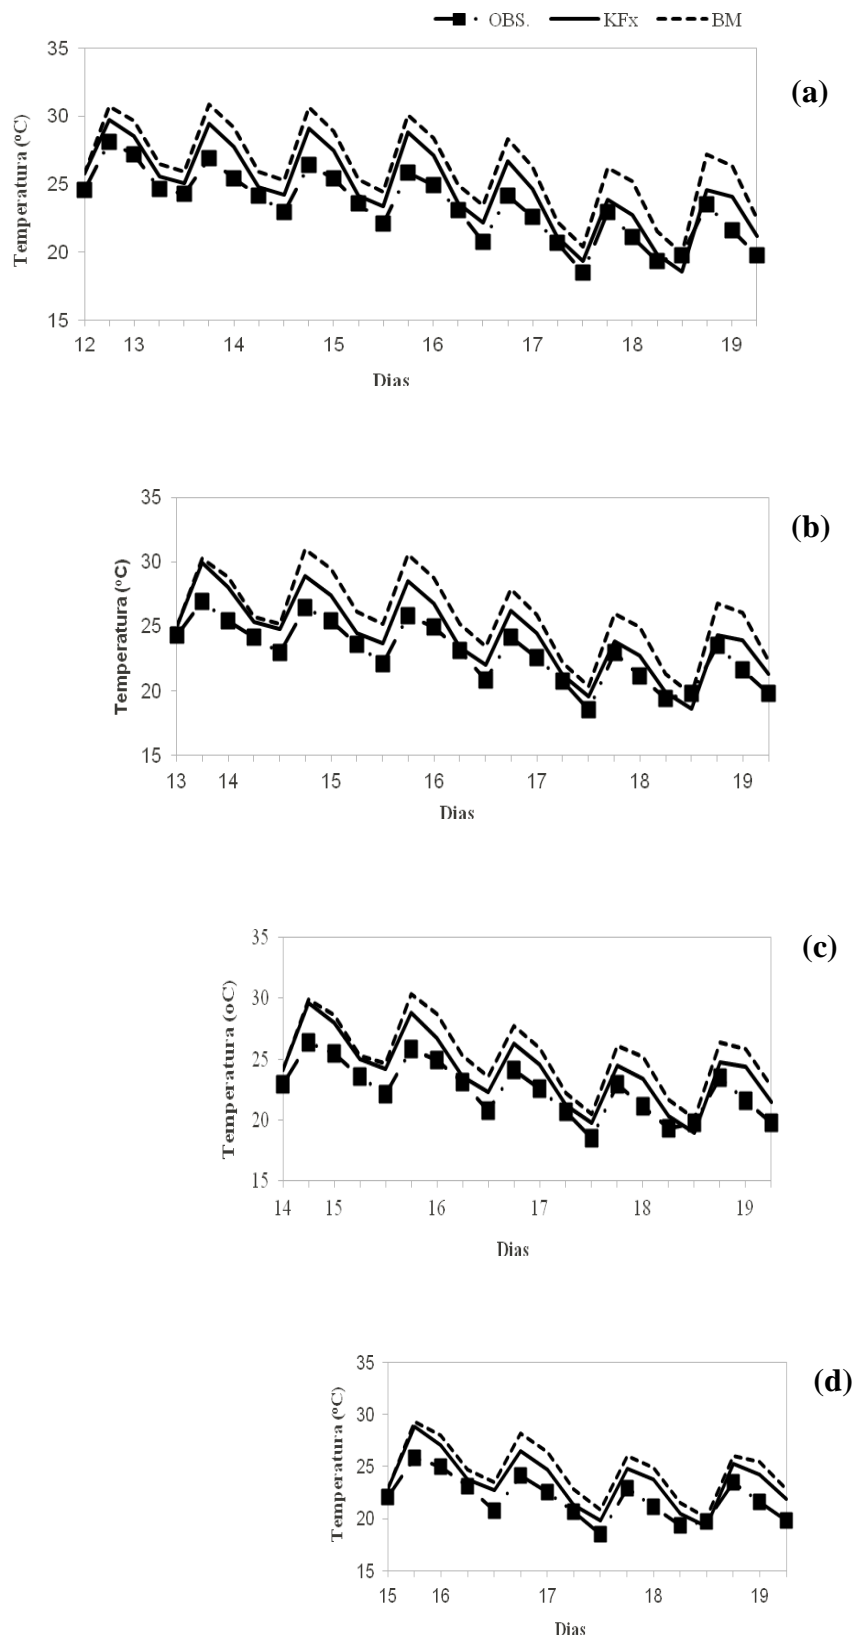 OBS. KFx BM
(a)
Temperatura (ºC)
35
30
25
20
15
12 13 14 15 16 17 18 19
Dias
(b)
Temperatura (ºC)
35
30
25
20
15
13 14 15 16 17 18 19
Dias
(c)
Temperatura (oC)
35
30
25
20
15
14 15 16 17 18 19
Dias
(d)
Temperatura (ºC)
35
30
25
20
15
15 16 17 18 19
Dias